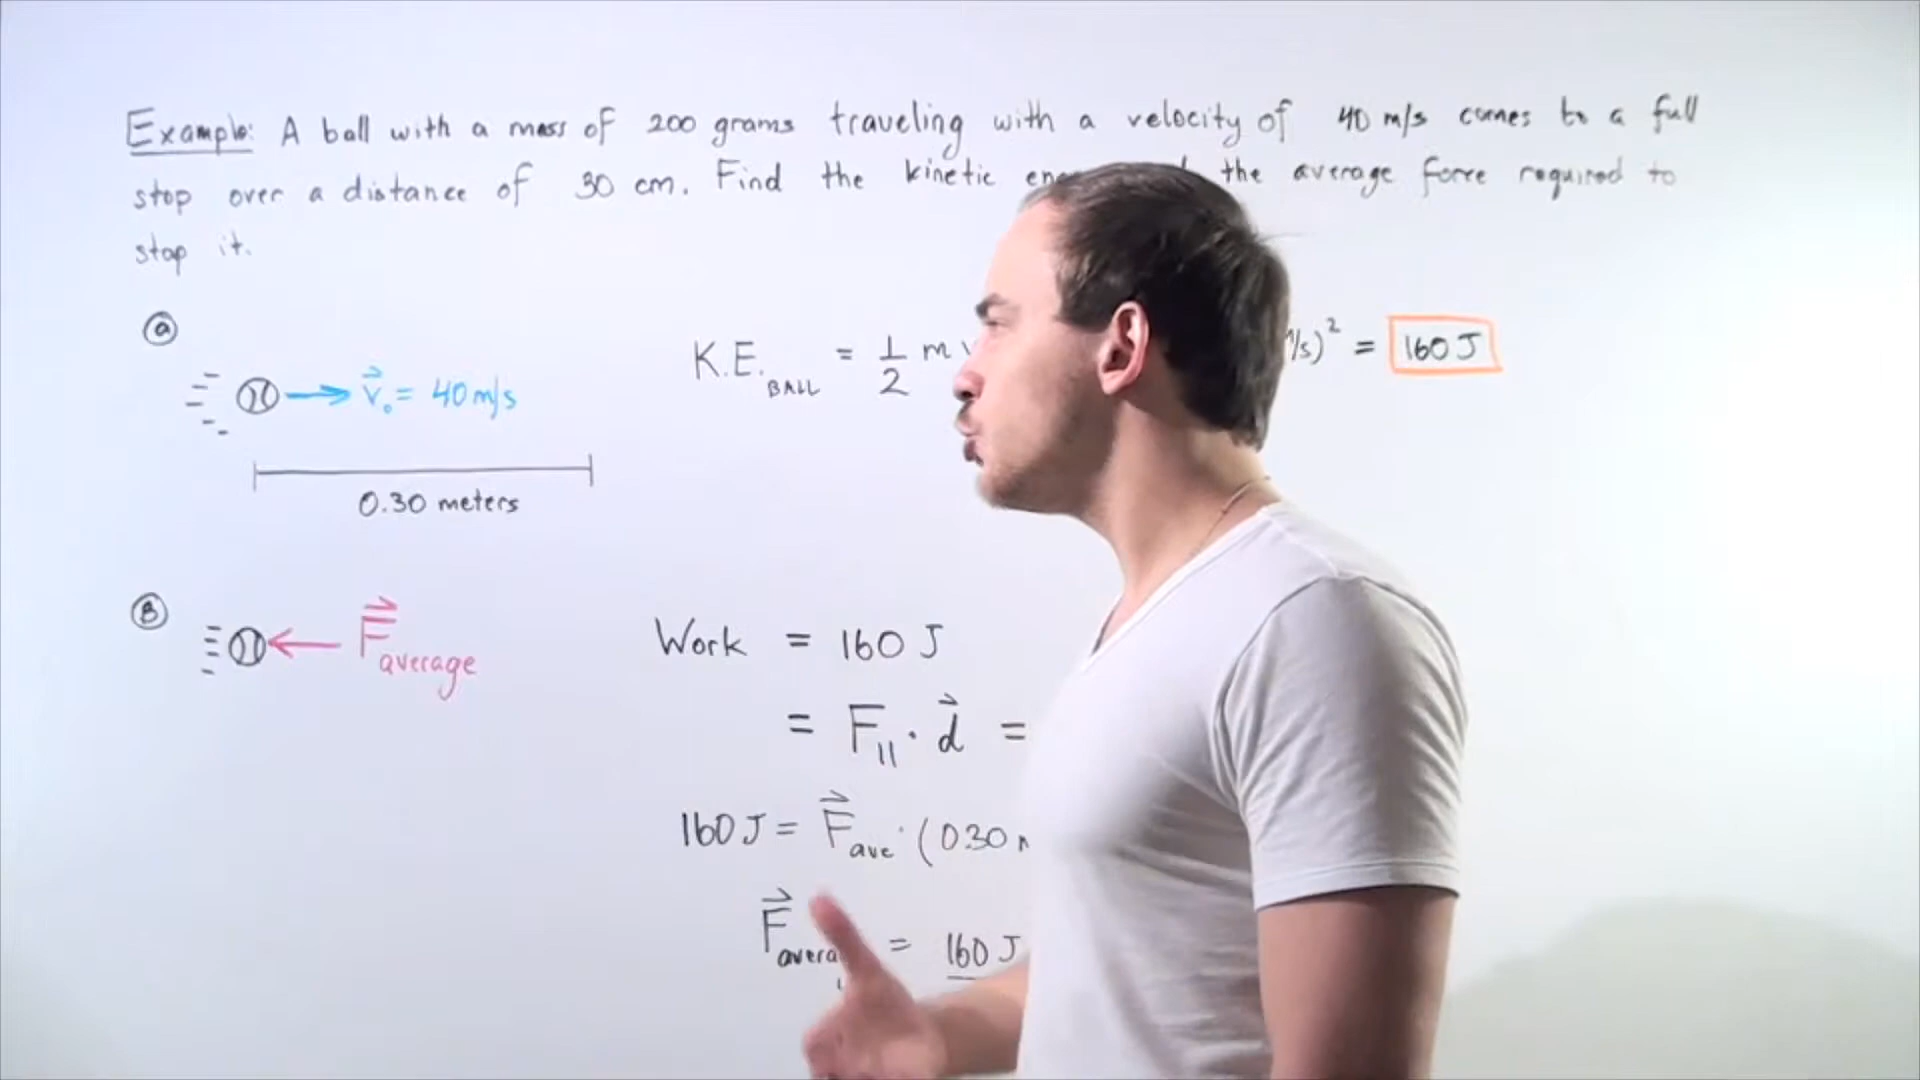 Example: A ball with a mass of 200 grams traveling with a velocity of 40 m/s comes to a full
stop over a distance of 30 cm. Find the kinetic the average force required to
stop it.
A
v₀ = 40 m/s
0.30 meters
K.E. BALL = 1/2 m /s)² = 160 J
B
F average
Work = 160 J
= F∥ · d =
160 J = F ave · (0.30
F = 160 J